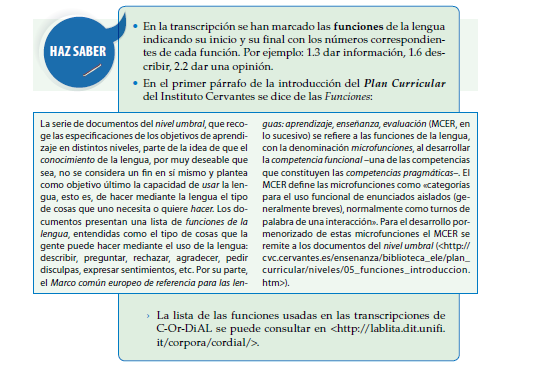 HAZ SABER
• En la transcripción se han marcado las funciones de la lengua
indicando su inicio y su final con los números correspondien-
tes de cada función. Por ejemplo: 1.3 dar información, 1.6 des-
cribir, 2.2 dar una opinión.
• En el primer párrafo de la introducción del Plan Curricular
del Instituto Cervantes se dice de las Funciones:
La serie de documentos del nivel umbral, que reco-
ge las especificaciones de los objetivos de aprendi-
zaje en distintos niveles, parte de la idea de que el
conocimiento de la lengua, por muy deseable que
sea, no se considera un fin en sí mismo y plantea
como objetivo último la capacidad de usar la len-
gua, esto es, de hacer mediante la lengua el tipo
de cosas que uno necesita o quiere hacer. Los do-
cumentos presentan una lista de funciones de la
lengua, entendidas como el tipo de cosas que la
gente puede hacer mediante el uso de la lengua:
describir, preguntar, rechazar, agradecer, pedir
disculpas, expresar sentimientos, etc. Por su parte,
el Marco común europeo de referencia para las len-
guas: aprendizaje, enseñanza, evaluación (MCER, en
lo sucesivo) se refiere a las funciones de la lengua,
con la denominación microfunciones, al desarrollar
la competencia funcional –una de las competencias
que constituyen las competencias pragmáticas–. El
MCER define las microfunciones como «categorías
para el uso funcional de enunciados aislados (ge-
neralmente breves), normalmente como turnos de
palabra de una interacción». Para el desarrollo por-
menorizado de estas microfunciones el MCER se
remite a los documentos del nivel umbral (<http://
cvc.cervantes.es/ensenanza/biblioteca_ele/plan_
curricular/niveles/05_funciones_introduccion.
htm>).
› La lista de las funciones usadas en las transcripciones de
C-Or-DiAL se puede consultar en <http://lablita.dit.unifi.
it/corpora/cordial/>.